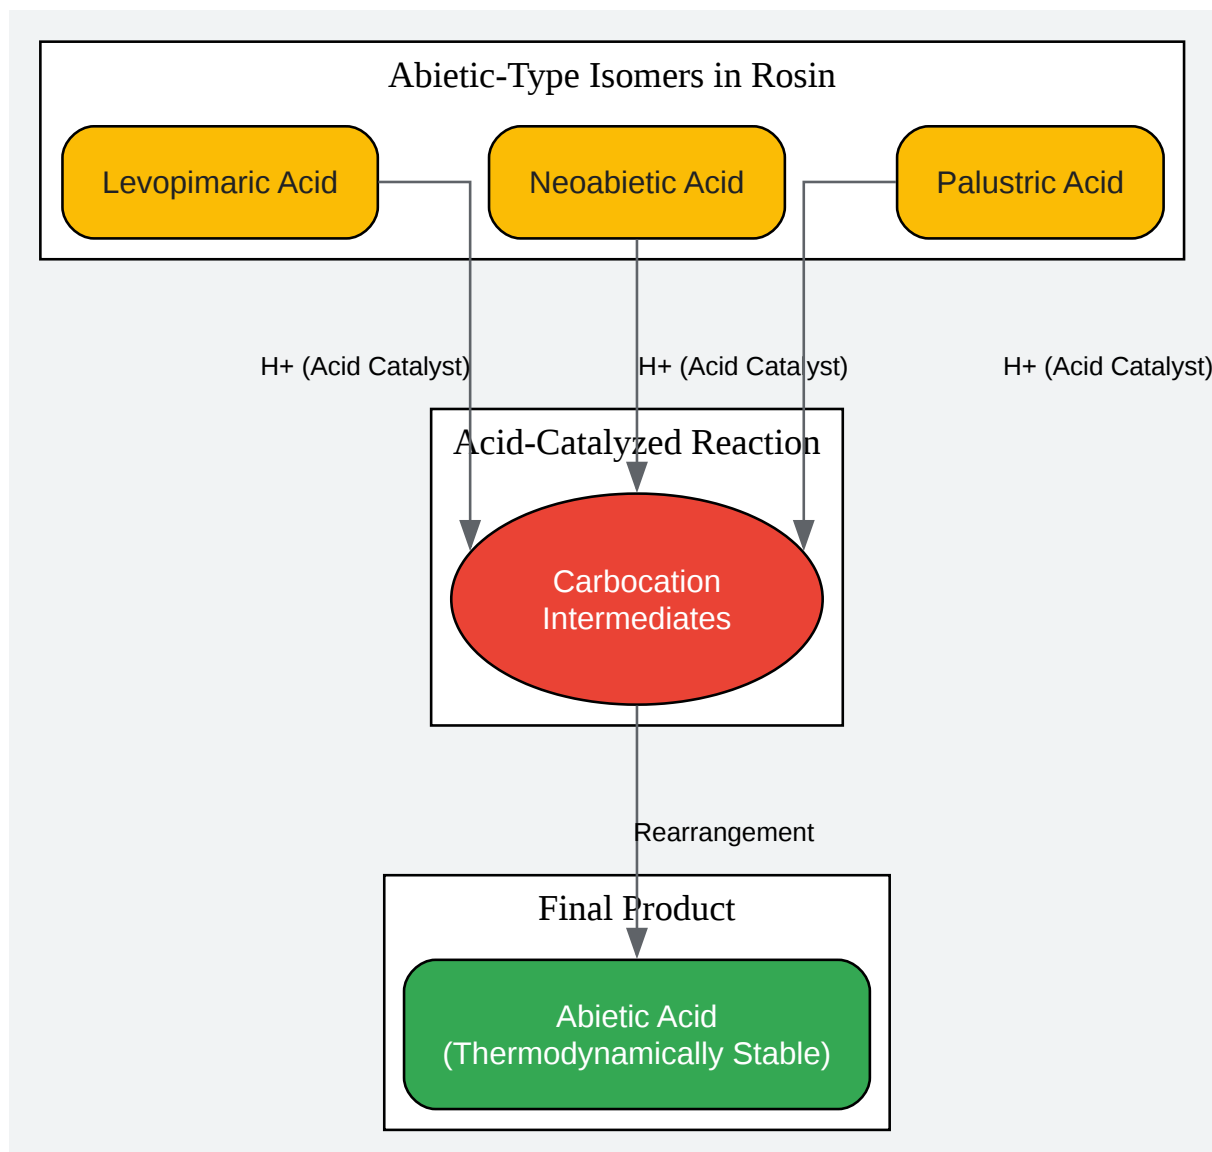 Abietic-Type Isomers in Rosin
Levopimaric Acid
Neoabietic Acid
Palustric Acid
H+ (Acid Catalyst)
H+ (Acid Catalyst)
H+ (Acid Catalyst)
Acid-Catalyzed Reaction
Carbocation
Intermediates
Rearrangement
Final Product
Abietic Acid
(Thermodynamically Stable)